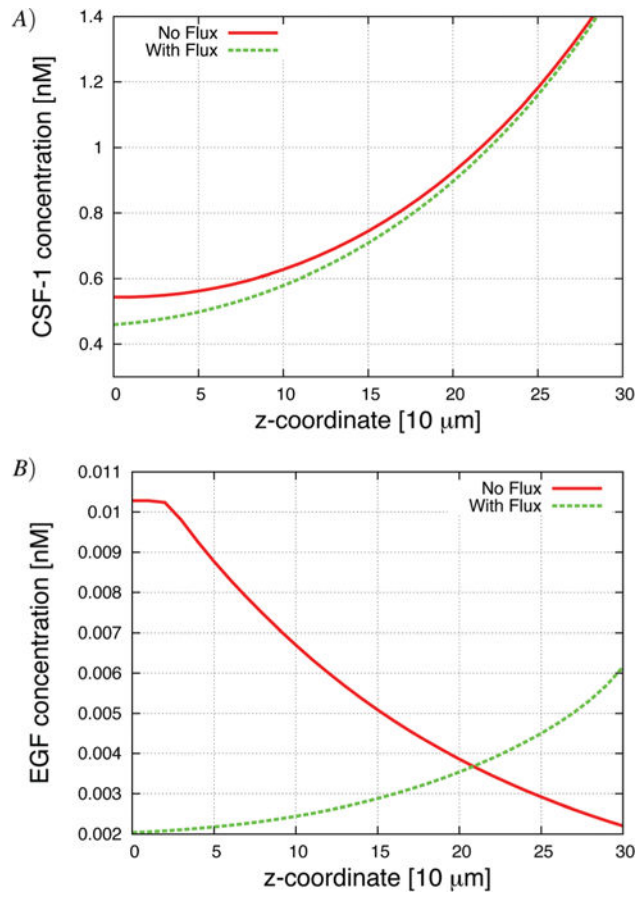 A)
No Flux
With Flux
CSF-1 concentration [nM]
1.4
1.2
1
0.8
0.6
0.4
0 5 10 15 20 25 30
z-coordinate [10 μm]
B)
No Flux
With Flux
EGF concentration [nM]
0.011
0.01
0.009
0.008
0.007
0.006
0.005
0.004
0.003
0.002
0 5 10 15 20 25 30
z-coordinate [10 μm]